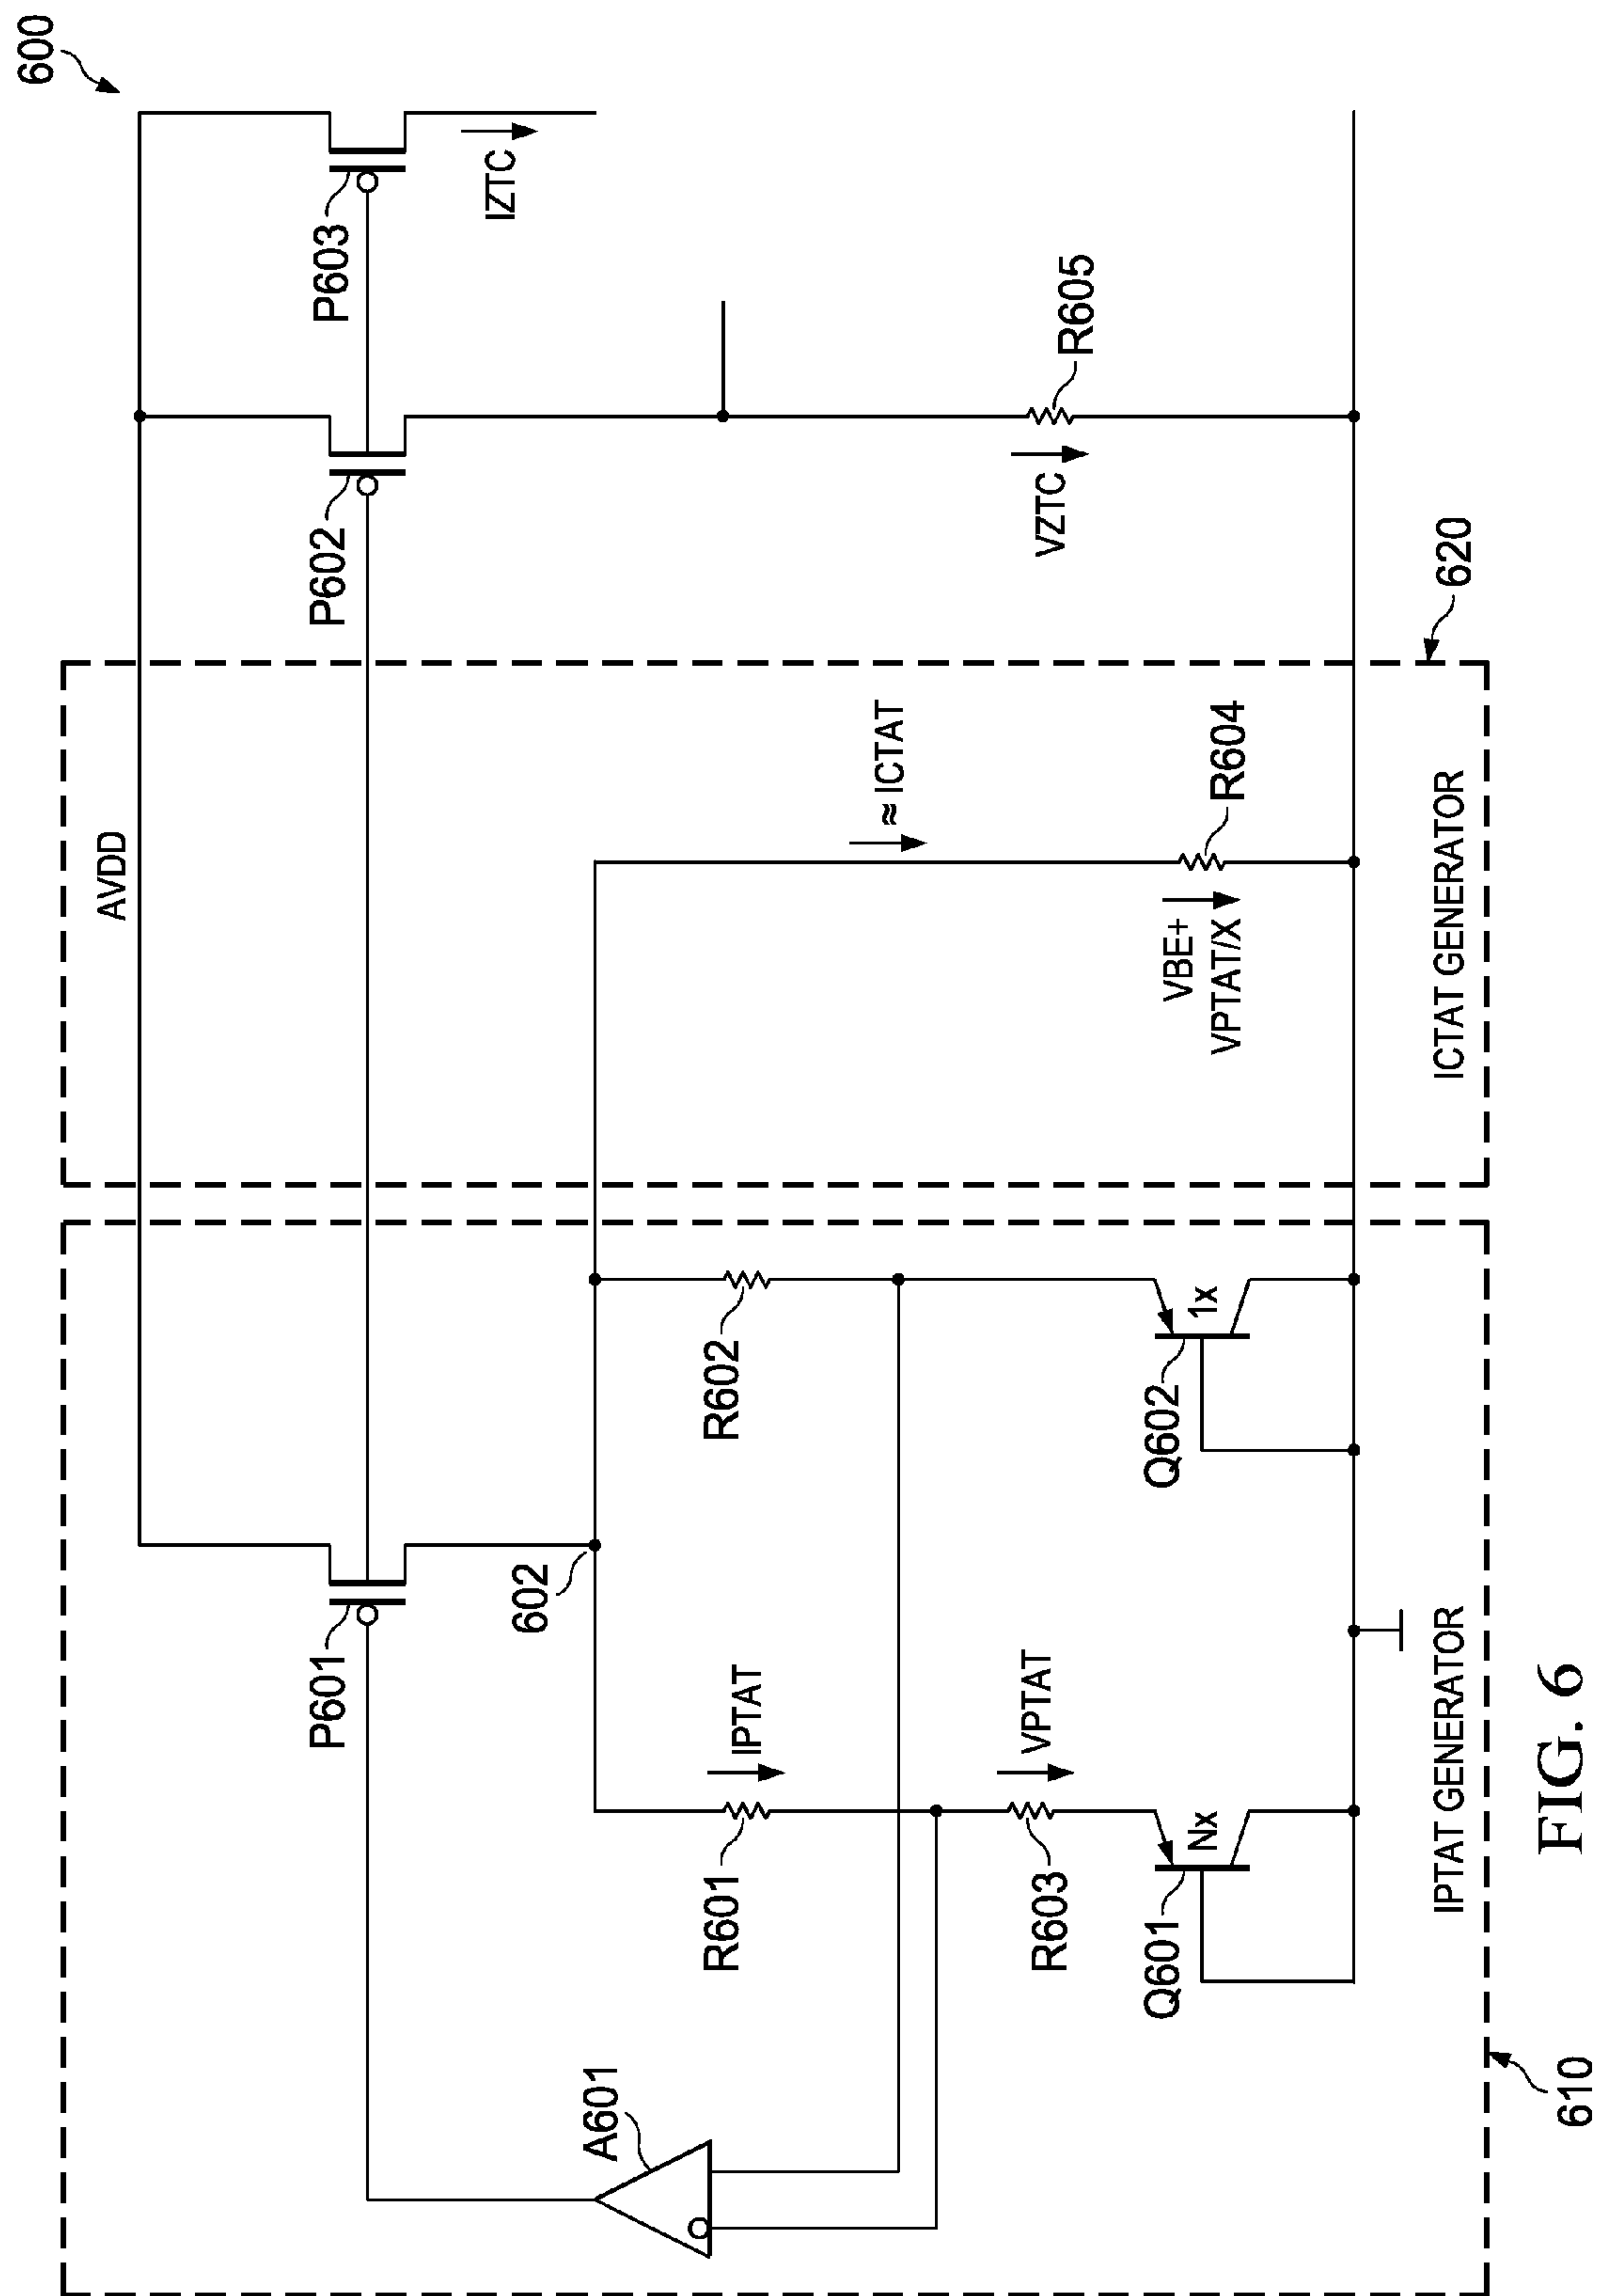 600
AVDD
P601
P602
P603
IZTC
A601
602
R601
IPTAT
R602
≈ ICTAT
VZTC
R605
R603
VPTAT
VBE+
VPTAT/X
R604
Q601
Nx
Q602
1x
IPTAT GENERATOR
ICTAT GENERATOR
610
620
FIG. 6